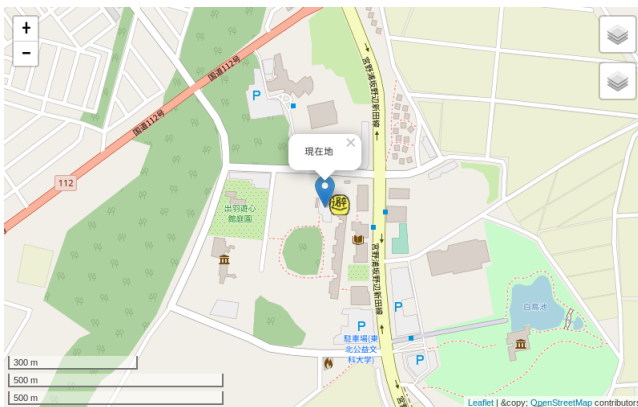 +
−
国道112号
国道112号
宮野浦坂野辺新田線
112
×
現在地
避
出羽遊心
館庭園
宮野浦坂野辺新田線
白鳥池
P
P
P
P
駐車場(東
北公益文
科大学)
300 m
500 m
500 m
Leaflet | &copy; OpenStreetMap contributors